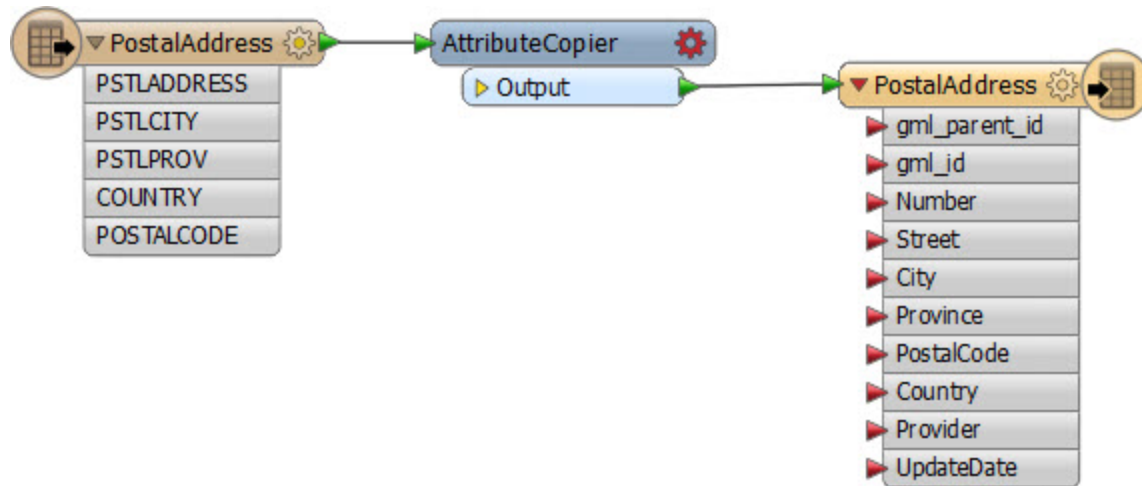 PostalAddress
PSTLADDRESS
PSTLCITY
PSTLPROV
COUNTRY
POSTALCODE
AttributeCopier
Output
PostalAddress
gml_parent_id
gml_id
Number
Street
City
Province
PostalCode
Country
Provider
UpdateDate